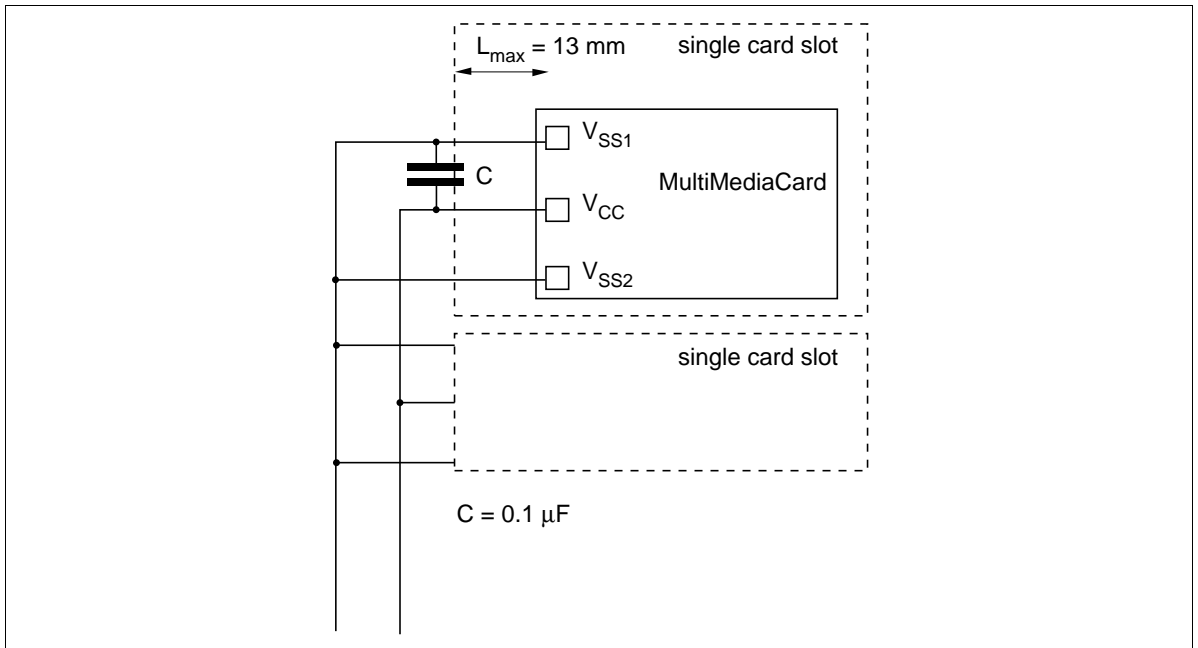 L_max = 13 mm
single card slot
V_SS1
C
MultiMediaCard
V_CC
V_SS2
single card slot
C = 0.1 μF